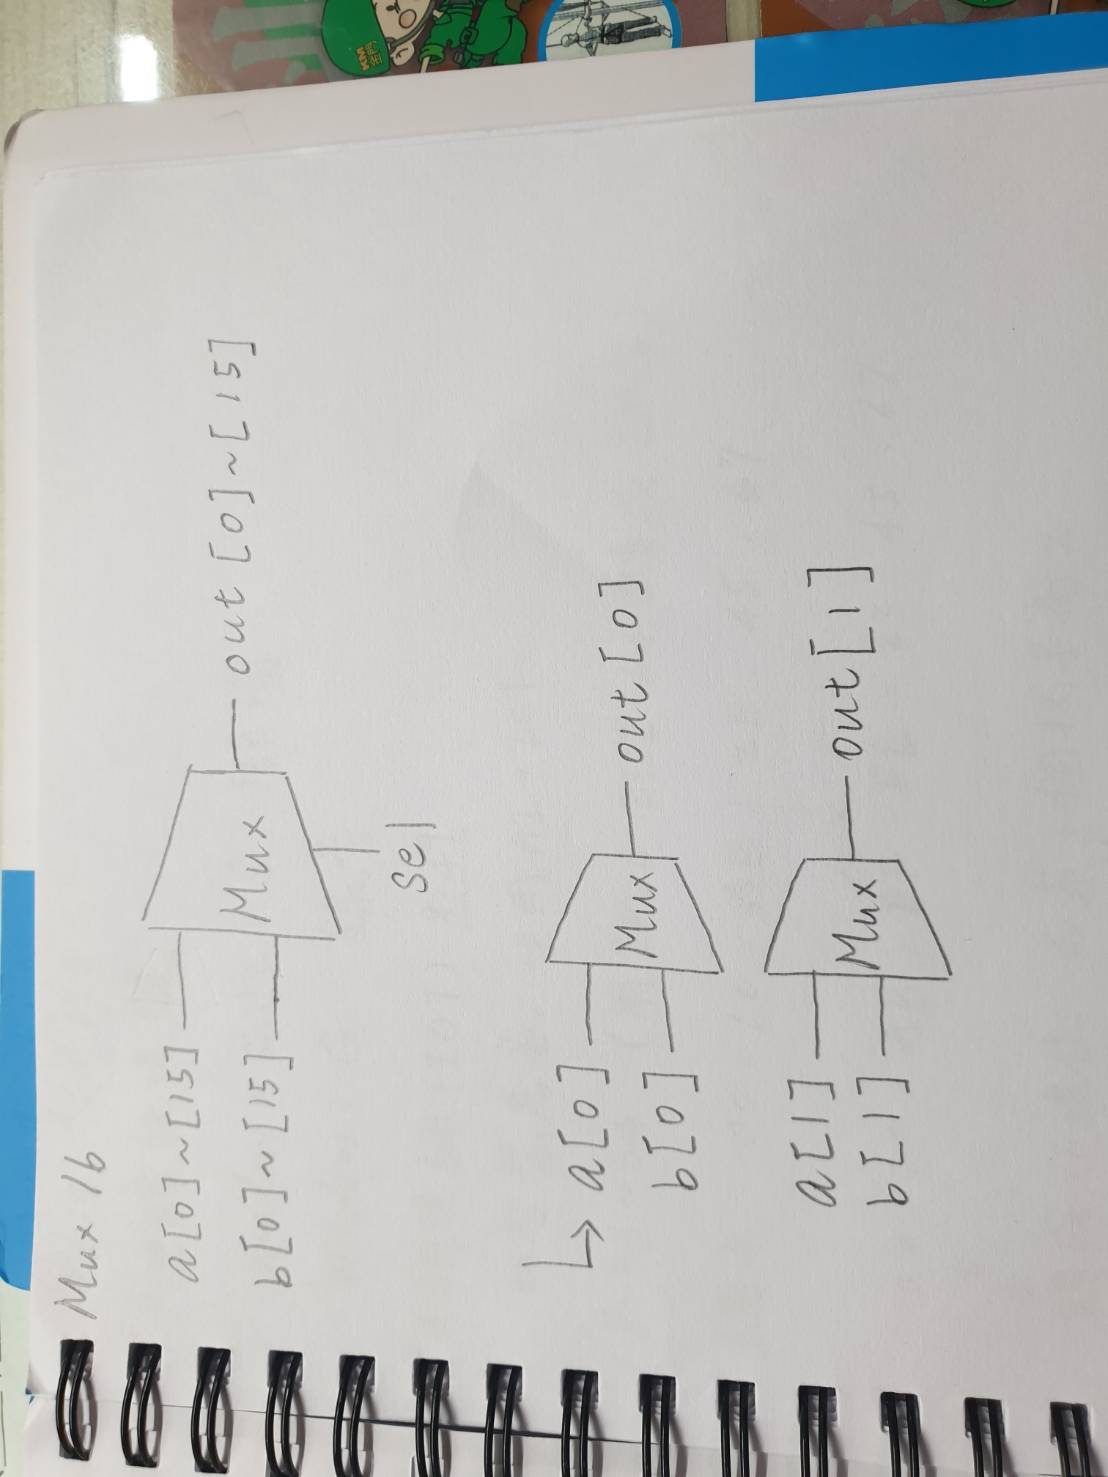 Mux 16
a[0]~[15]
b[0]~[15]
Mux
out[0]~[15]
sel
a[0]
b[0]
Mux
out[0]
a[1]
b[1]
Mux
out[1]
KM
金門